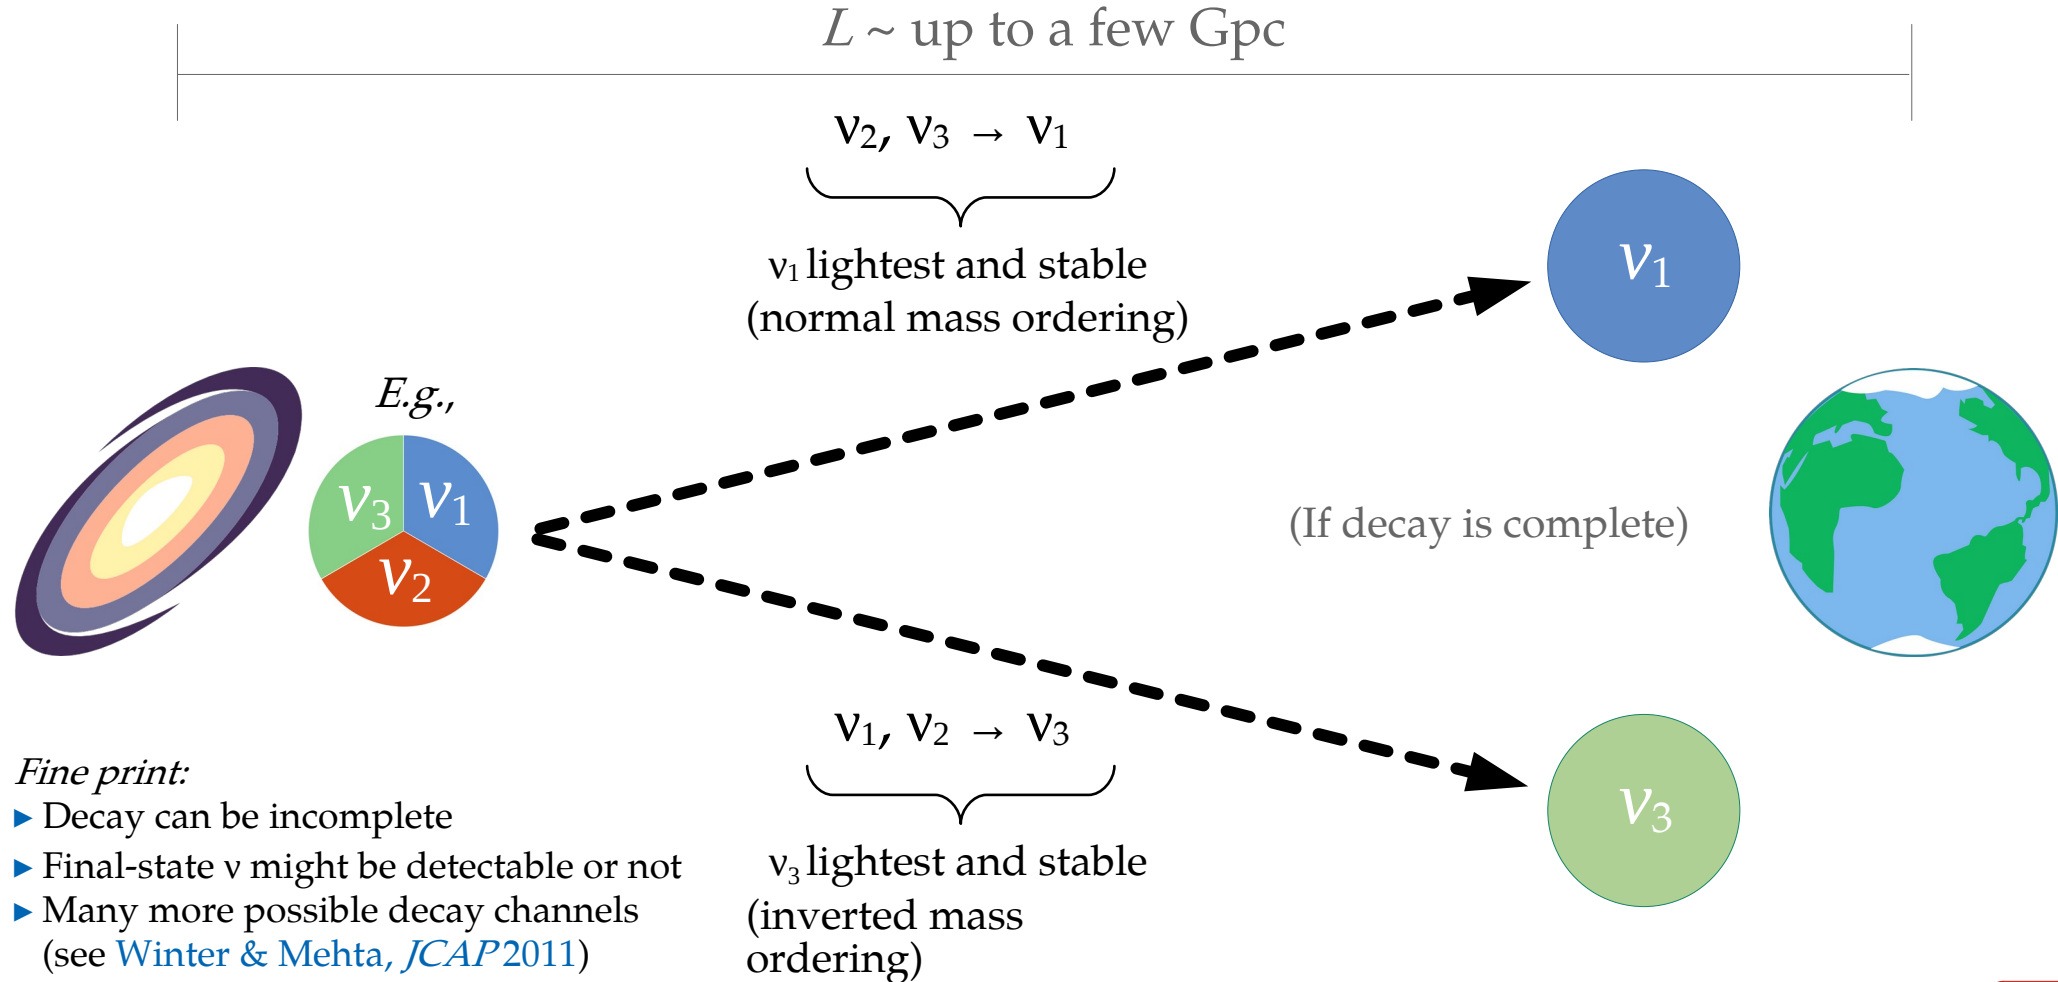 L ~ up to a few Gpc
ν₂, ν₃ → ν₁
ν₁ lightest and stable
(normal mass ordering)
ν₁
E.g.,
ν₃ ν₁
ν₂
(If decay is complete)
ν₁, ν₂ → ν₃
ν₃ lightest and stable
(inverted mass
ordering)
ν₃
Fine print:
▸ Decay can be incomplete
▸ Final-state ν might be detectable or not
▸ Many more possible decay channels
(see Winter & Mehta, JCAP 2011)